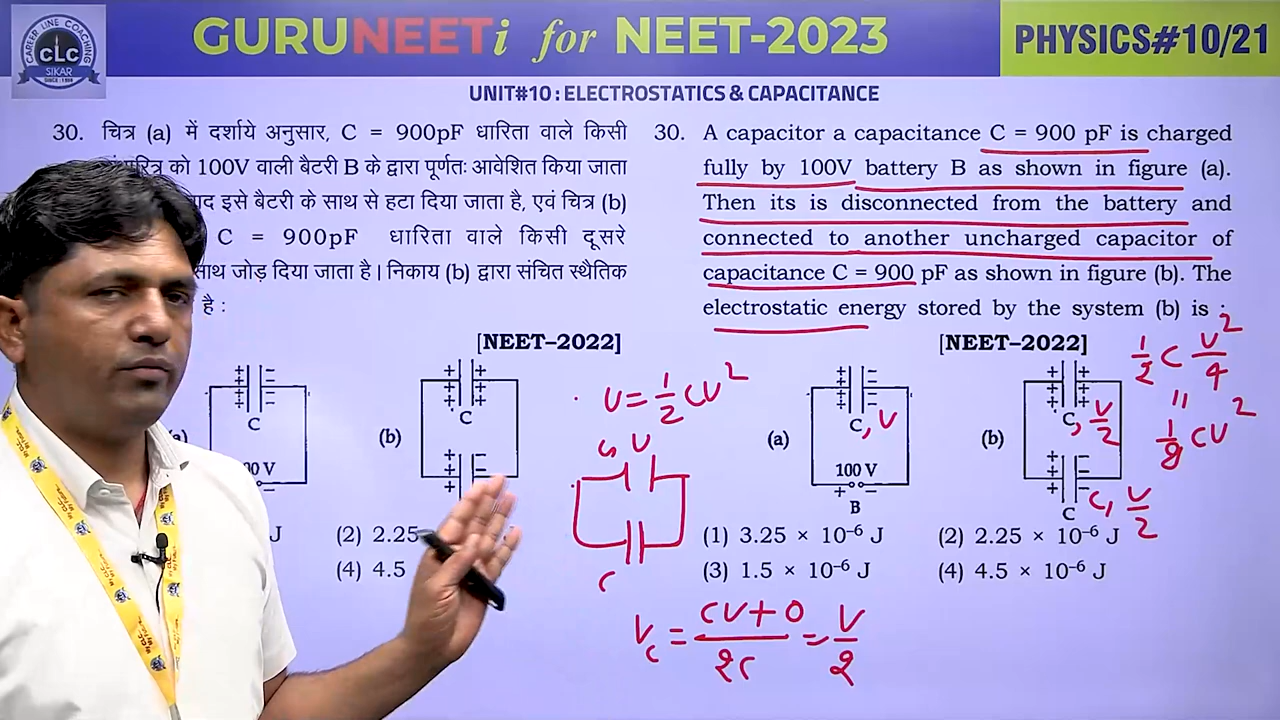 GURUNEETi for NEET-2023
PHYSICS#10/21
CAREER LINE COACHING
CLC
SIKAR
UNIT#10 : ELECTROSTATICS & CAPACITANCE
30. चित्र (a) में दर्शाये अनुसार, C = 900pF धारिता वाले किसी
को 100V वाली बैटरी B के द्वारा पूर्णतः आवेशित किया जाता
इसे बैटरी के साथ से हटा दिया जाता है, एवं चित्र (b)
C = 900pF धारिता वाले किसी दूसरे
साथ जोड़ दिया जाता है। निकाय (b) द्वारा संचित स्थैतिक
है :
[NEET–2022]
C
(b)
C
(2) 2.25
J
(4) 4.5
30. A capacitor a capacitance C = 900 pF is charged
fully by 100V battery B as shown in figure (a).
Then its is disconnected from the battery and
connected to another uncharged capacitor of
capacitance C = 900 pF as shown in figure (b). The
electrostatic energy stored by the system (b) is :
[NEET–2022]
U = 1/2 CV²
C, V
C
(a)
C, V
100 V
B
(b)
C, V/2
C, V/2
1/2 C V²/4
"
1/8 CV²
(1) 3.25 × 10⁻⁶ J
(2) 2.25 × 10⁻⁶ J
(3) 1.5 × 10⁻⁶ J
(4) 4.5 × 10⁻⁶ J
Vc = CV + 0 / 2C = V/2